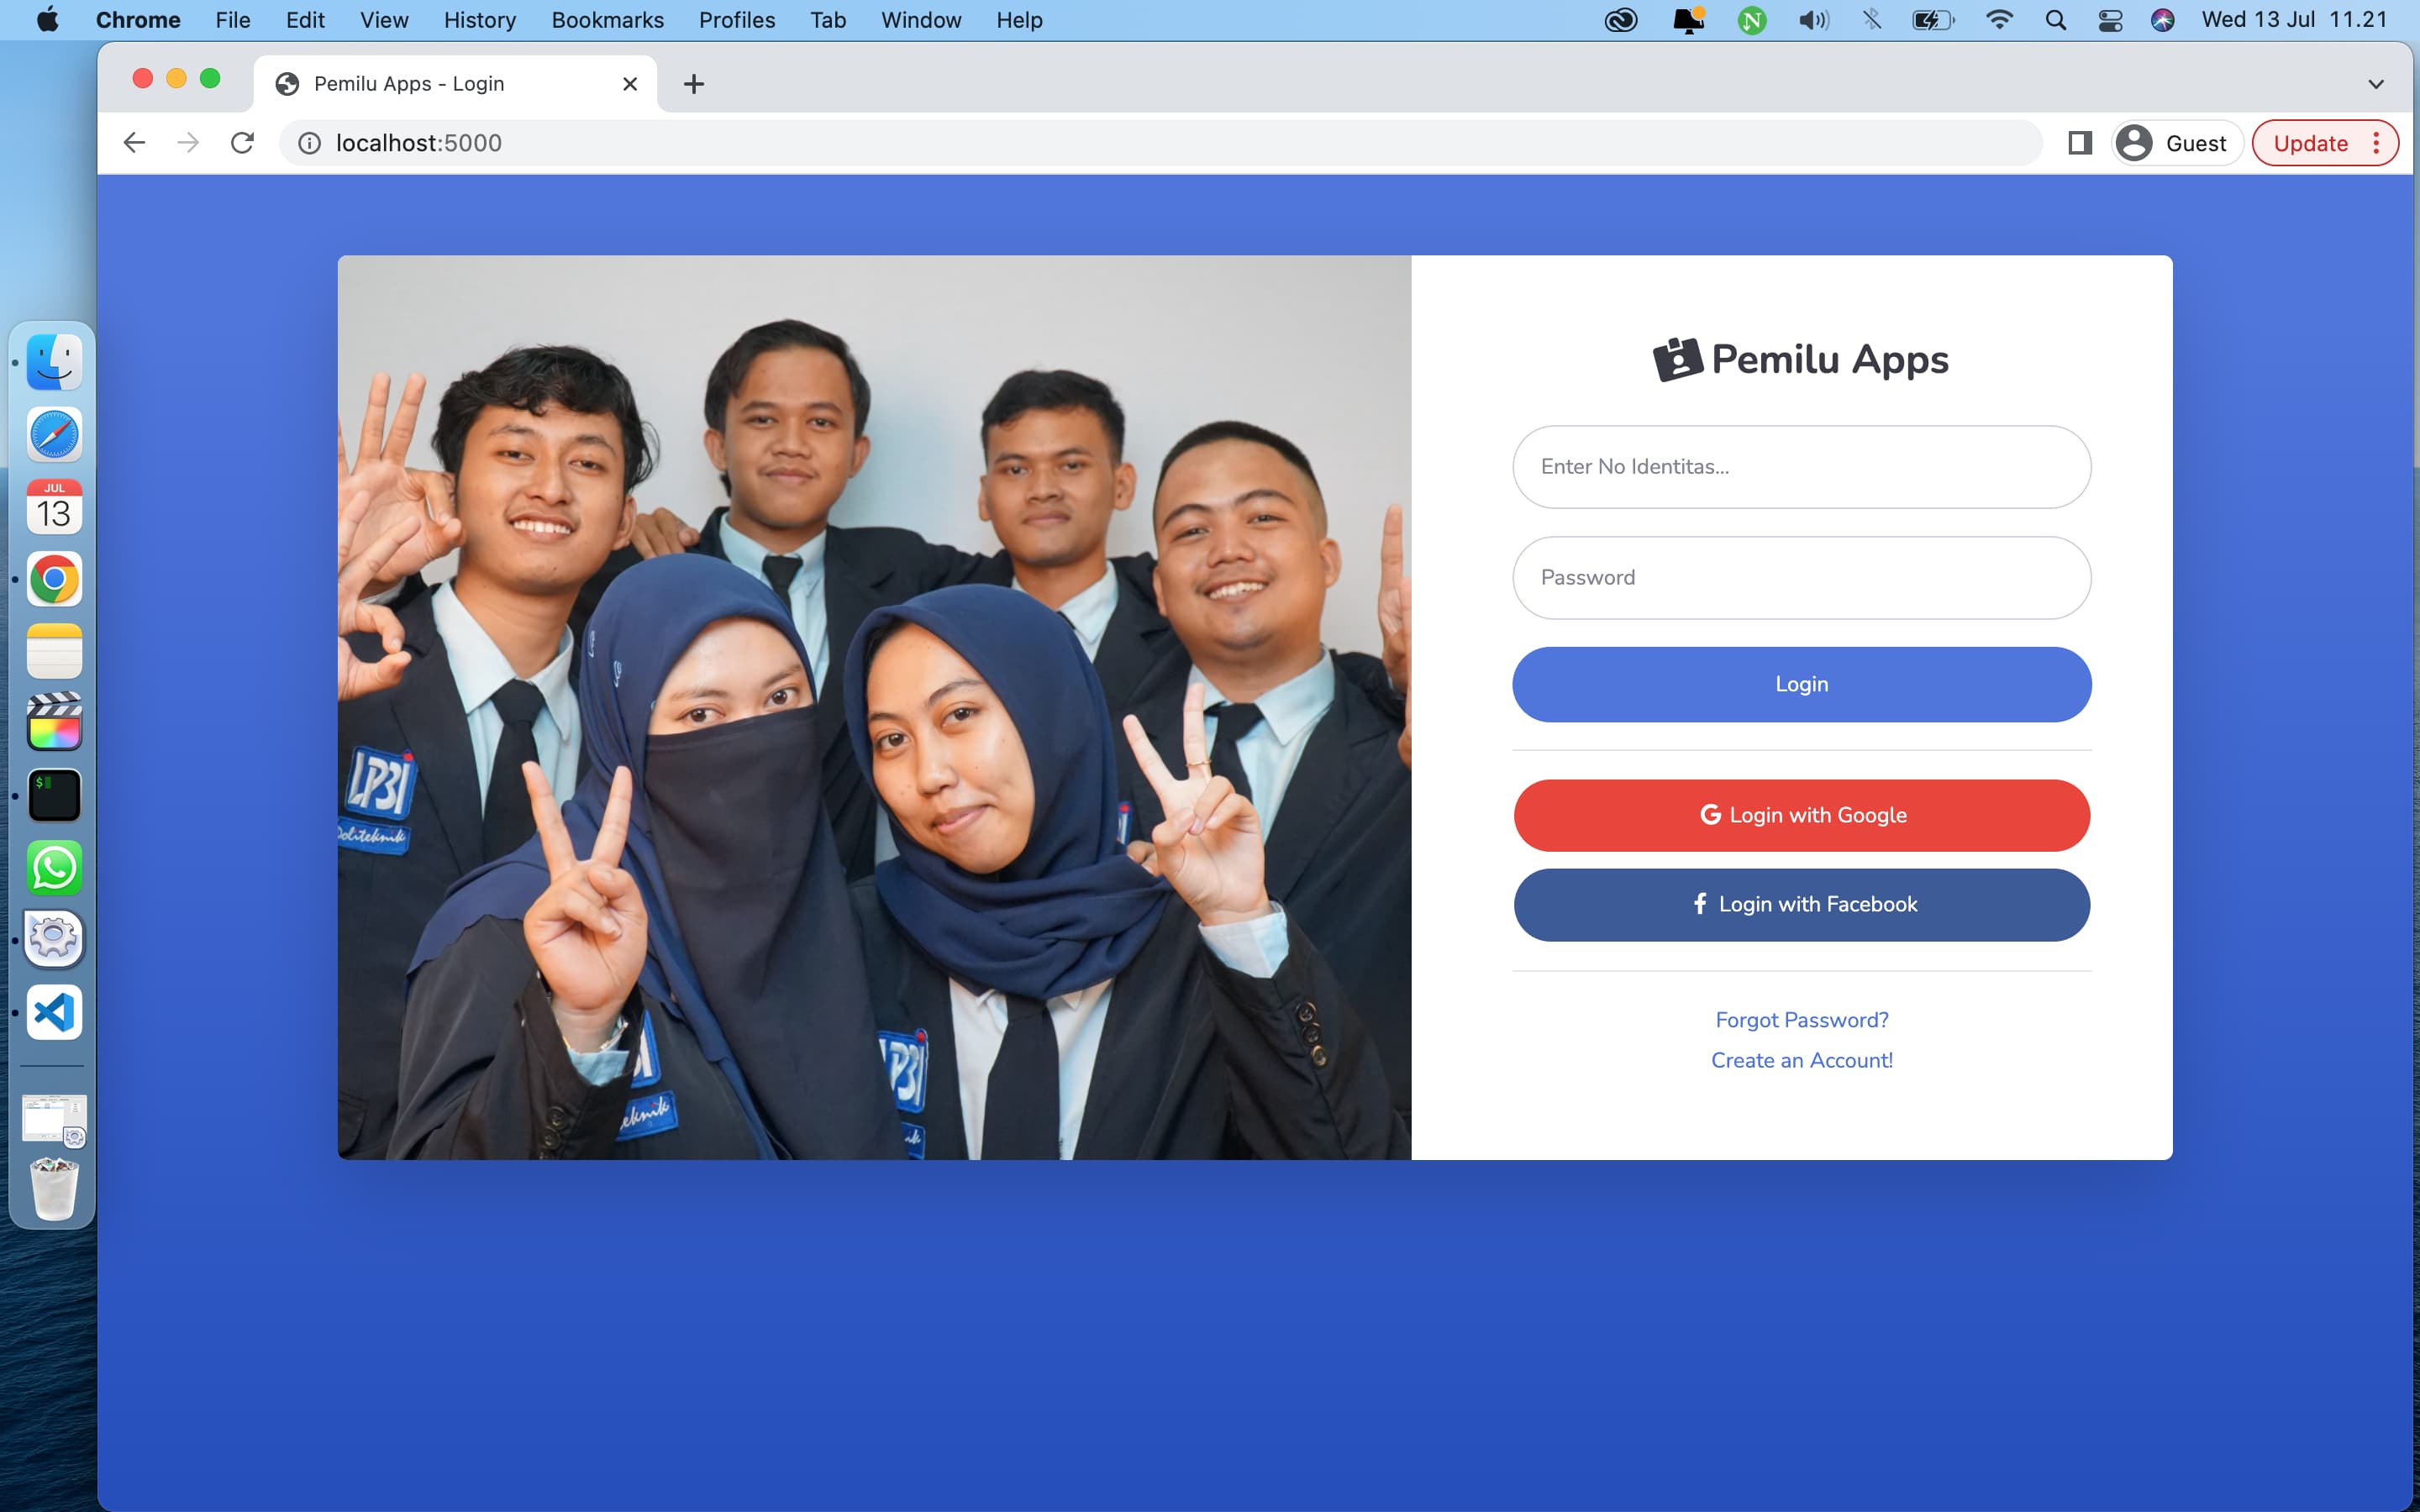 Chrome File Edit View History Bookmarks Profiles Tab Window Help Wed 13 Jul 11.21
Pemilu Apps - Login
localhost:5000 Guest Update
JUL
13
$
N
Pemilu Apps
Enter No Identitas...
Password
Login
G Login with Google
f Login with Facebook
Forgot Password?
Create an Account!
LP3I
Politeknik